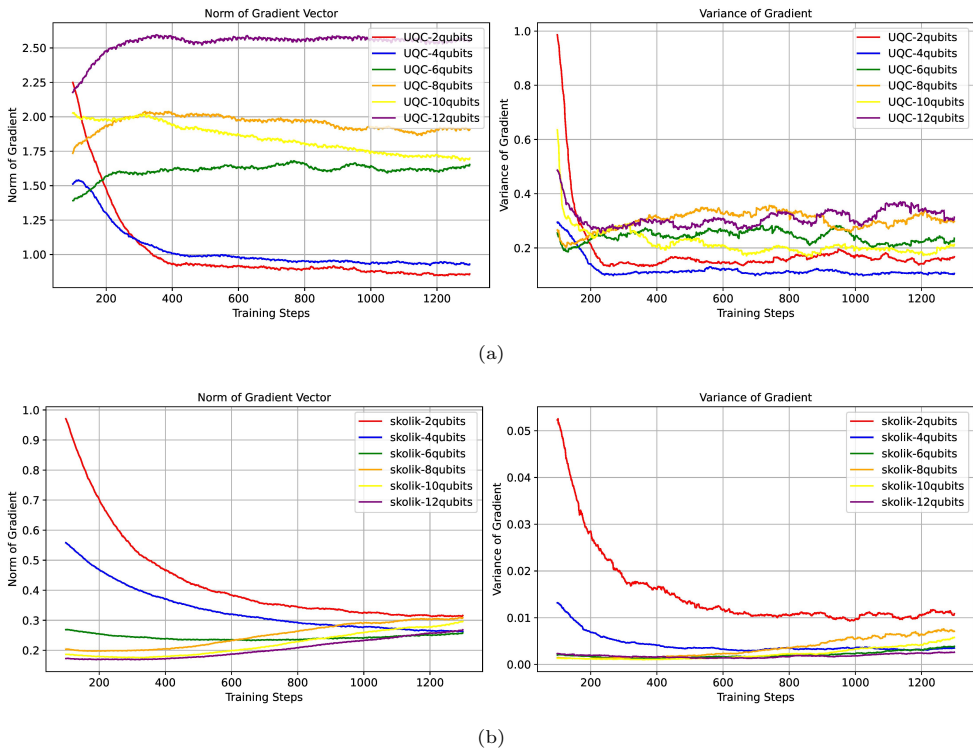 Norm of Gradient Vector
Norm of Gradient
2.50
2.25
2.00
1.75
1.50
1.25
1.00
UQC-2qubits
UQC-4qubits
UQC-6qubits
UQC-8qubits
UQC-10qubits
UQC-12qubits
200 400 600 800 1000 1200
Training Steps
Variance of Gradient
Variance of Gradient
1.0
0.8
0.6
0.4
0.2
UQC-2qubits
UQC-4qubits
UQC-6qubits
UQC-8qubits
UQC-10qubits
UQC-12qubits
200 400 600 800 1000 1200
Training Steps
(a)
Norm of Gradient Vector
Norm of Gradient
1.0
0.9
0.8
0.7
0.6
0.5
0.4
0.3
0.2
skolik-2qubits
skolik-4qubits
skolik-6qubits
skolik-8qubits
skolik-10qubits
skolik-12qubits
200 400 600 800 1000 1200
Training Steps
Variance of Gradient
Variance of Gradient
0.05
0.04
0.03
0.02
0.01
0.00
skolik-2qubits
skolik-4qubits
skolik-6qubits
skolik-8qubits
skolik-10qubits
skolik-12qubits
200 400 600 800 1000 1200
Training Steps
(b)